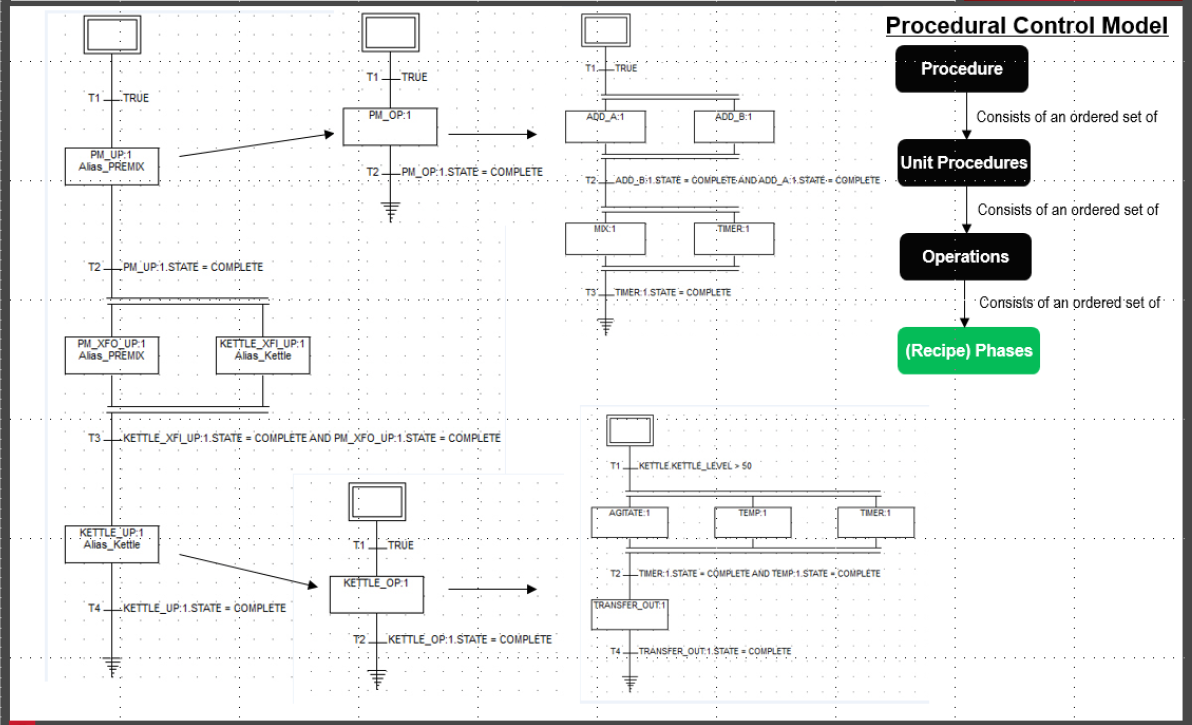 Procedural Control Model
Procedure
Consists of an ordered set of
Unit Procedures
Consists of an ordered set of
Operations
Consists of an ordered set of
(Recipe) Phases
T1 TRUE
PM_UP:1
Alias_PREMIX
T2 PM_UP:1.STATE = COMPLETE
PM_XFO_UP:1
Alias_PREMIX
KETTLE_XFI_UP:1
Alias_Kettle
T3 KETTLE_XFI_UP:1.STATE = COMPLETE AND PM_XFO_UP:1.STATE = COMPLETE
KETTLE_UP:1
Alias_Kettle
T4 KETTLE_UP:1.STATE = COMPLETE
T1 TRUE
PM_OP:1
T2 PM_OP:1.STATE = COMPLETE
T1 TRUE
ADD_A:1
ADD_B:1
T2 ADD_B:1.STATE = COMPLETE AND ADD_A:1.STATE = COMPLETE
MIX:1
TIMER:1
T3 TIMER:1.STATE = COMPLETE
T1 TRUE
KETTLE_OP:1
T2 KETTLE_OP:1.STATE = COMPLETE
T1 KETTLE.KETTLE_LEVEL > 50
AGITATE:1
TEMP:1
TIMER:1
T2 TIMER:1.STATE = COMPLETE AND TEMP:1.STATE = COMPLETE
TRANSFER_OUT:1
T4 TRANSFER_OUT:1.STATE = COMPLETE